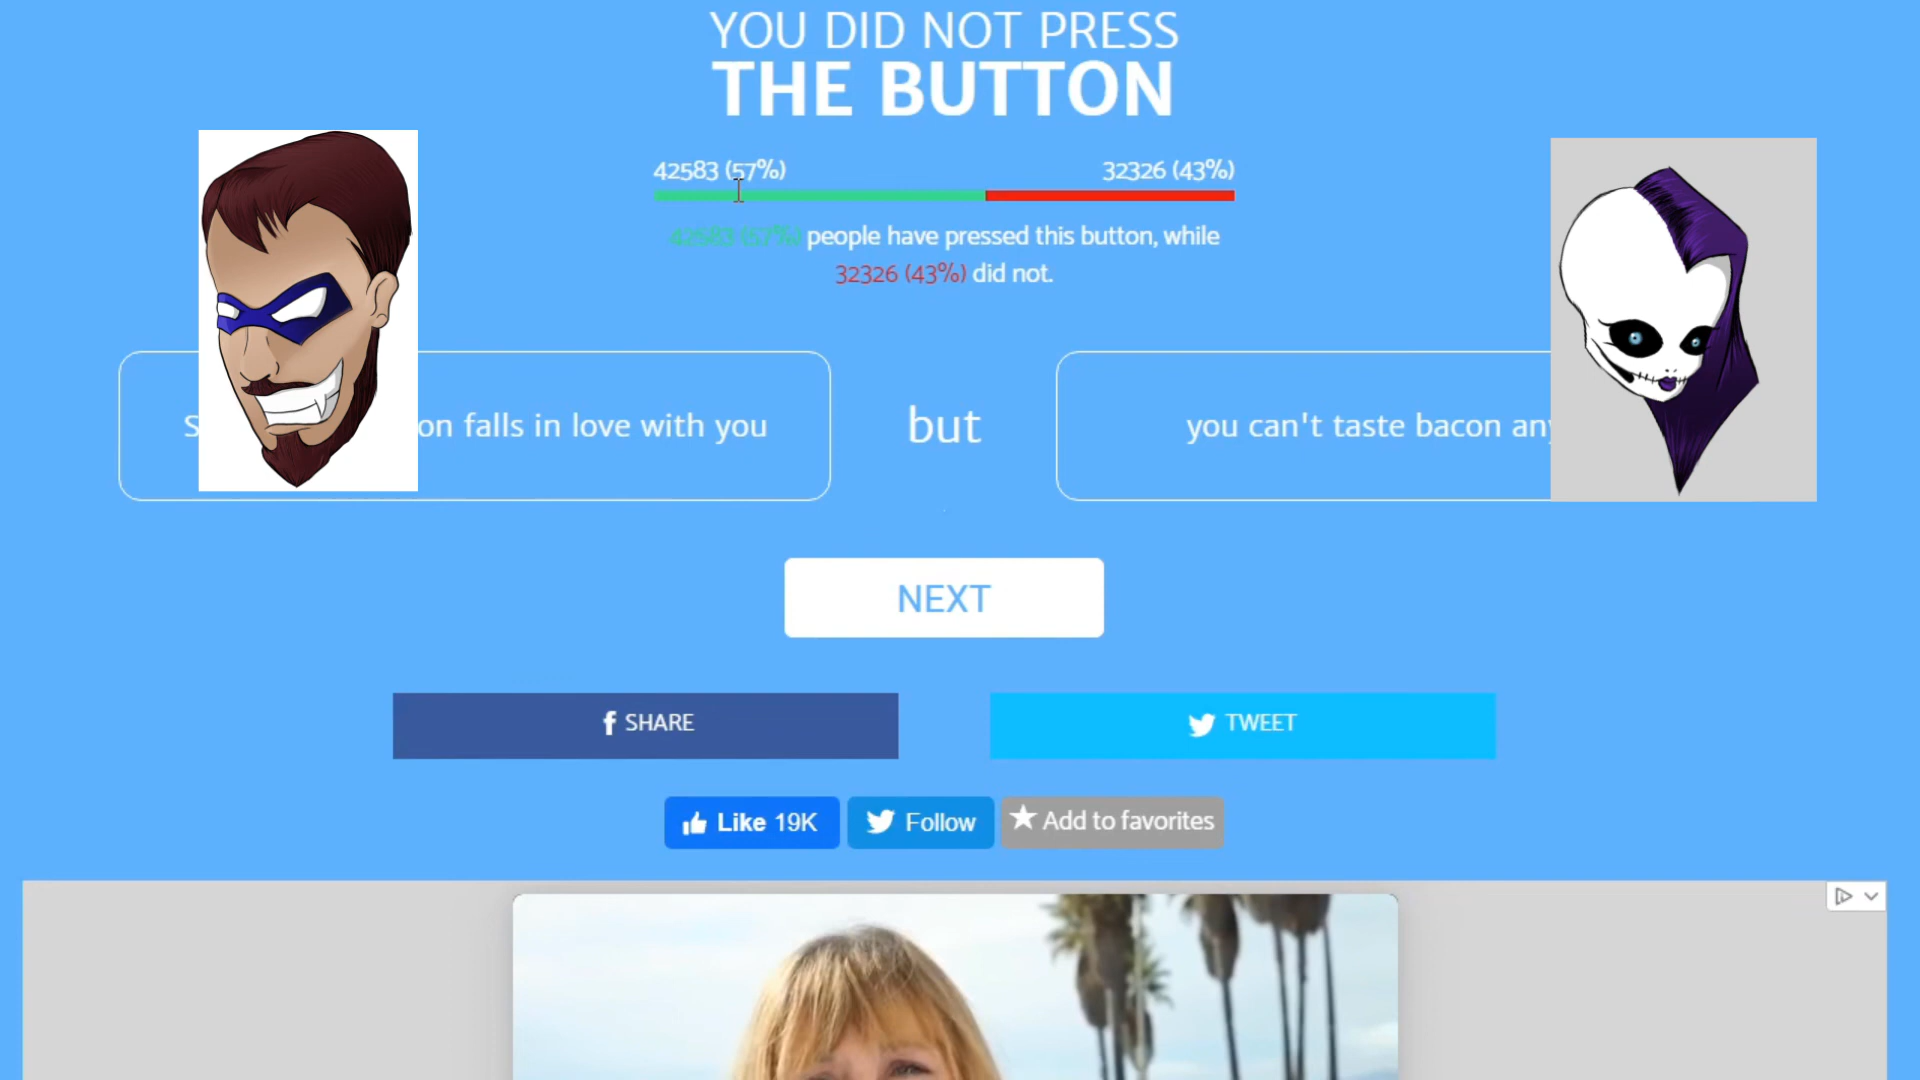 YOU DID NOT PRESS
THE BUTTON
42583 (57%)
32326 (43%)
42583 (57%) people have pressed this button, while
32326 (43%) did not.
on falls in love with you
but
you can't taste bacon
NEXT
SHARE
TWEET
Like 19K
Follow
Add to favorites